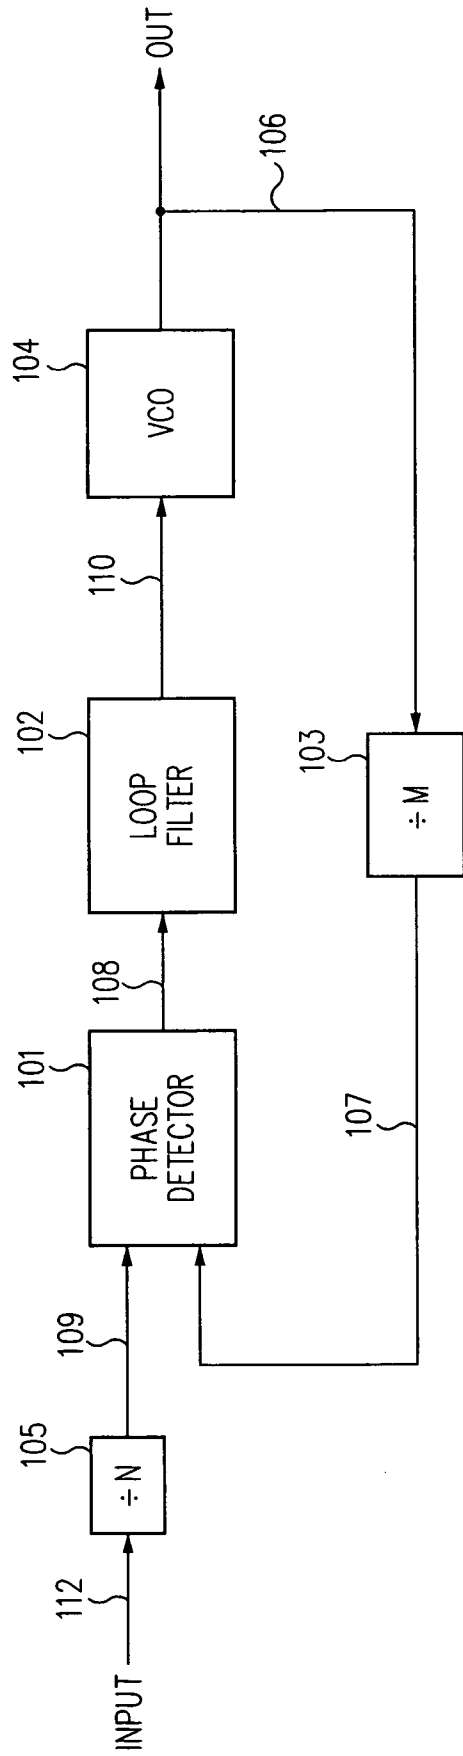 INPUT
112
105
÷N
109
101
PHASE
DETECTOR
108
102
LOOP
FILTER
110
104
VCO
OUT
106
103
÷M
107